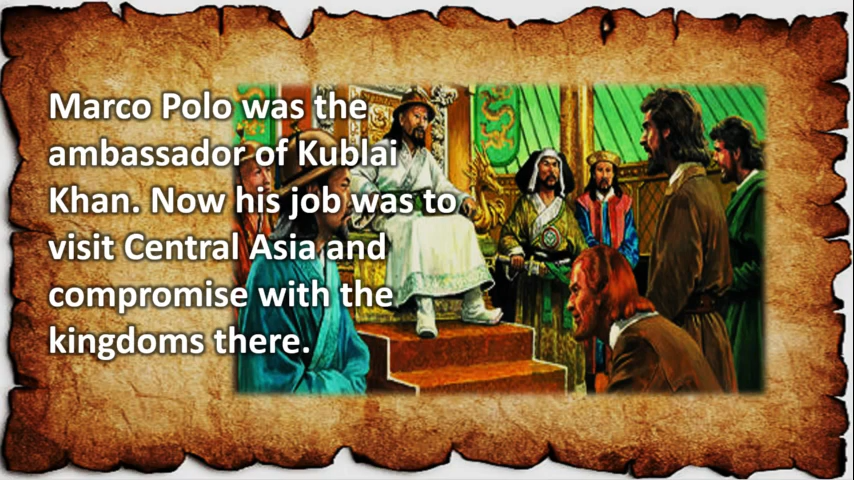 Marco Polo was the
ambassador of Kublai
Khan. Now his job was to
visit Central Asia and
compromise with the
kingdoms there.